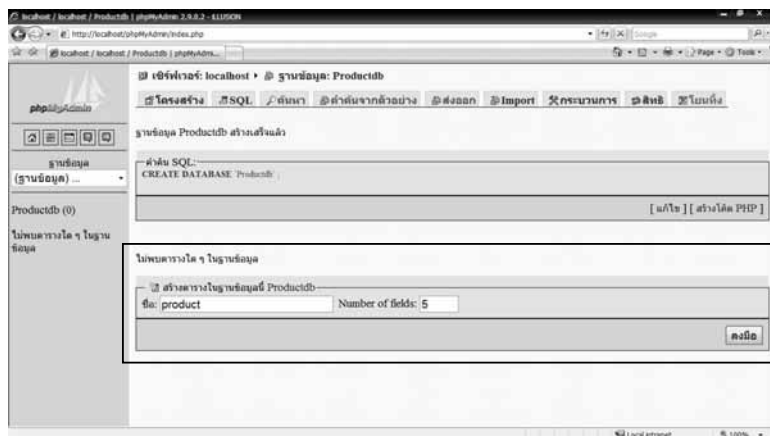 localhost / localhost / Productdb | phpMyAdmin 2.9.0.2 - ILLUSION
http://localhost/phpMyAdmin/index.php
Google
localhost / localhost / Productdb | phpMyAdm...
Page
Tools
phpMyAdmin
ฐานข้อมูล
(ฐานข้อมูล) ...
Productdb (0)
ไม่พบตารางใด ๆ ในฐาน
ข้อมูล
เซิร์ฟเวอร์: localhost ▸ ฐานข้อมูล: Productdb
โครงสร้าง SQL ค้นหา คำค้นจากตัวอย่าง ส่งออก Import กระบวนการ สิทธิ โยนทิ้ง
ฐานข้อมูล Productdb สร้างเสร็จแล้ว
คำค้น SQL:
CREATE DATABASE `Productdb` ;
[ แก้ไข ] [ สร้างโค้ด PHP ]
ไม่พบตารางใด ๆ ในฐานข้อมูล
สร้างตารางในฐานข้อมูลนี้ Productdb
ชื่อ: product Number of fields: 5
ลงมือ
Local intranet
100%